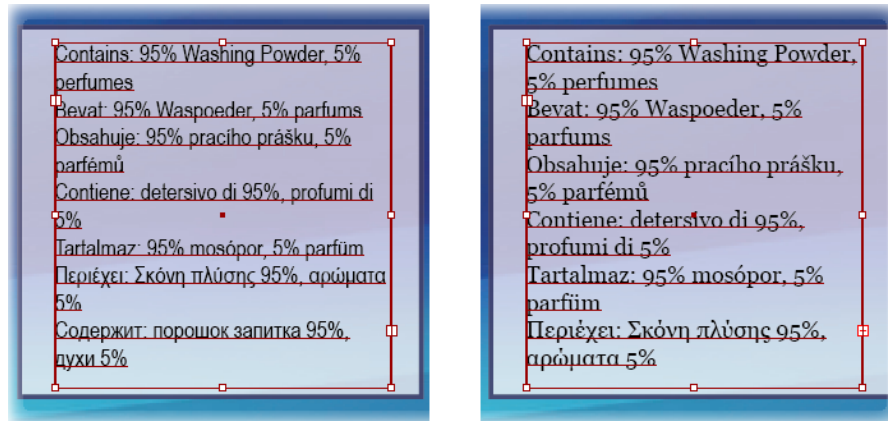 Contains: 95% Washing Powder, 5%
perfumes
Bevat: 95% Waspoeder, 5% parfums
Obsahuje: 95% pracího prášku, 5%
parfémů
Contiene: detersivo di 95%, profumi di
5%
Tartalmaz: 95% mosópor, 5% parfüm
Περιέχει: Σκόνη πλύσης 95%, αρώματα
5%
Содержит: порошок запитка 95%,
духи 5%
Contains: 95% Washing Powder,
5% perfumes
Bevat: 95% Waspoeder, 5%
parfums
Obsahuje: 95% pracího prášku,
5% parfémů
Contiene: detersivo di 95%,
profumi di 5%
Tartalmaz: 95% mosópor, 5%
parfüm
Περιέχει: Σκόνη πλύσης 95%,
αρώματα 5%